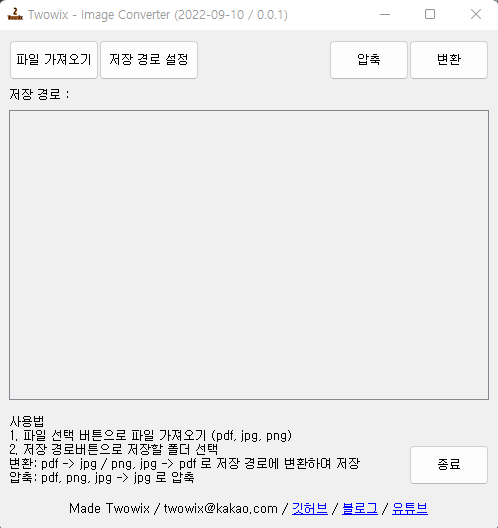 2
Twowix
Twowix - Image Converter (2022-09-10 / 0.0.1)
파일 가져오기 저장 경로 설정 압축 변환
저장 경로 :
사용법
1. 파일 선택 버튼으로 파일 가져오기 (pdf, jpg, png)
2. 저장 경로버튼으로 저장할 폴더 선택
변환: pdf -> jpg / png, jpg -> pdf 로 저장 경로에 변환하며 저장
압축: pdf, png, jpg -> jpg 로 압축
종료
Made Twowix / twowix@kakao.com / 깃허브 / 블로그 / 유튜브